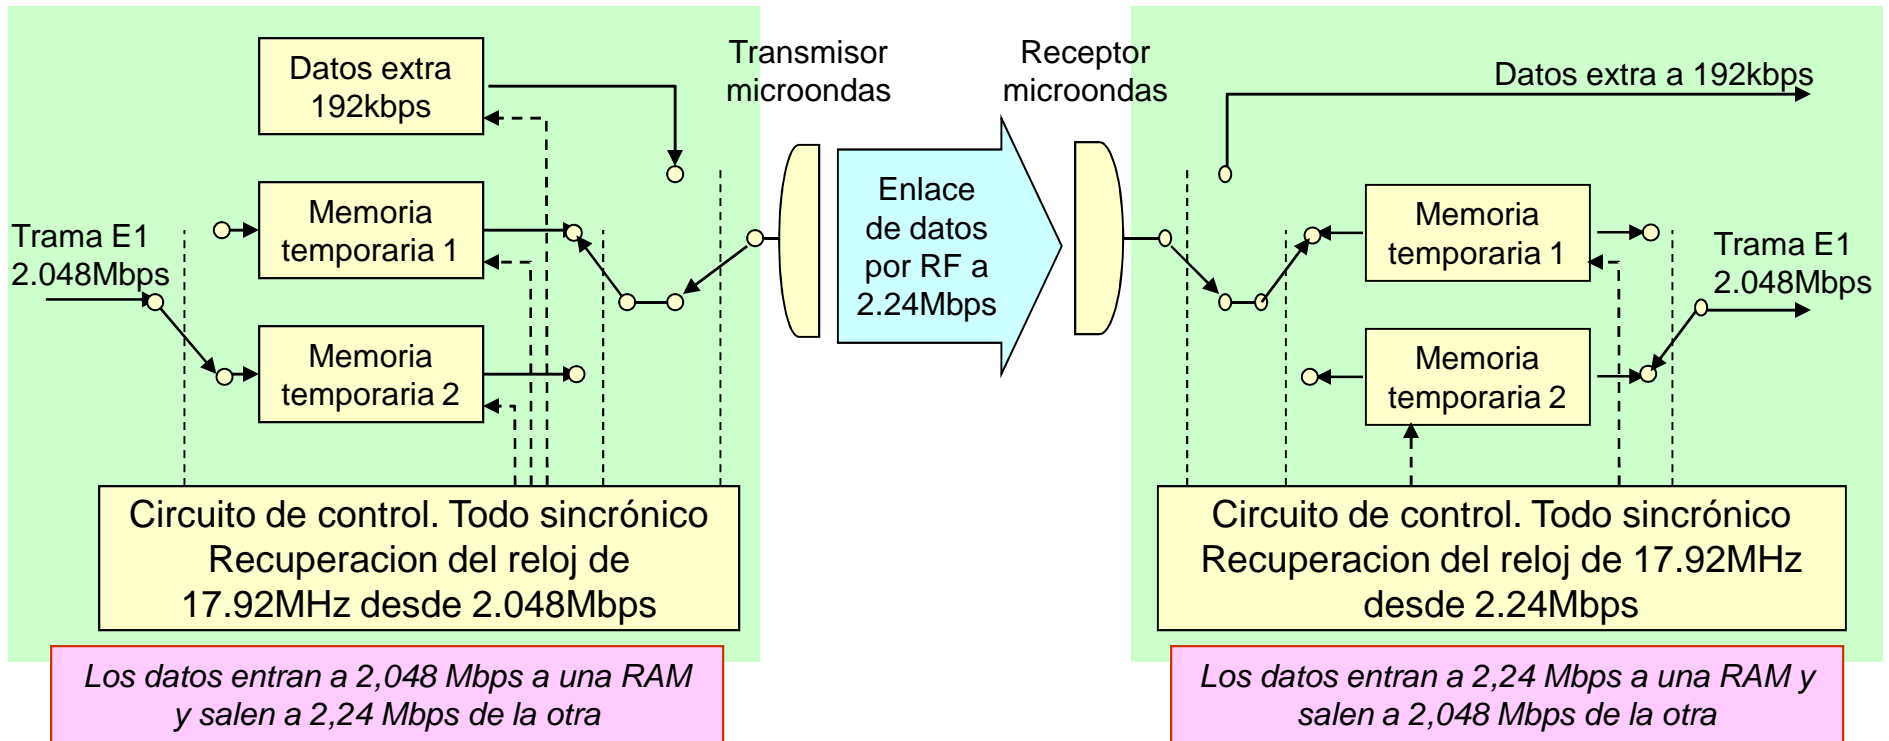 Datos extra
192kbps
Transmisor
microondas
Receptor
microondas
Datos extra a 192kbps
Trama E1
2.048Mbps
Memoria
temporaria 1
Memoria
temporaria 2
Enlace
de datos
por RF a
2.24Mbps
Memoria
temporaria 1
Memoria
temporaria 2
Trama E1
2.048Mbps
Circuito de control. Todo sincrónico
Recuperacion del reloj de
17.92MHz desde 2.048Mbps
Circuito de control. Todo sincrónico
Recuperacion del reloj de 17.92MHz
desde 2.24Mbps
Los datos entran a 2,048 Mbps a una RAM
y salen a 2,24 Mbps de la otra
Los datos entran a 2,24 Mbps a una RAM y
salen a 2,048 Mbps de la otra